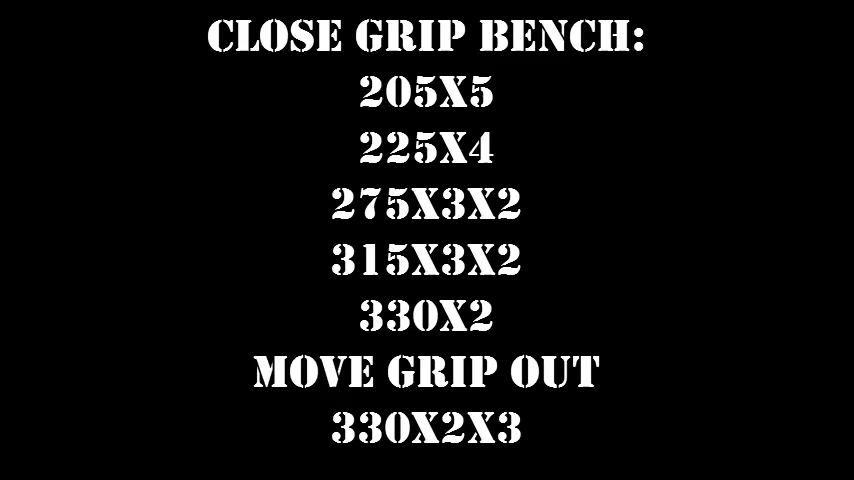 CLOSE GRIP BENCH:
205X5
225X4
275X3X2
315X3X2
330X2
MOVE GRIP OUT
330X2X3